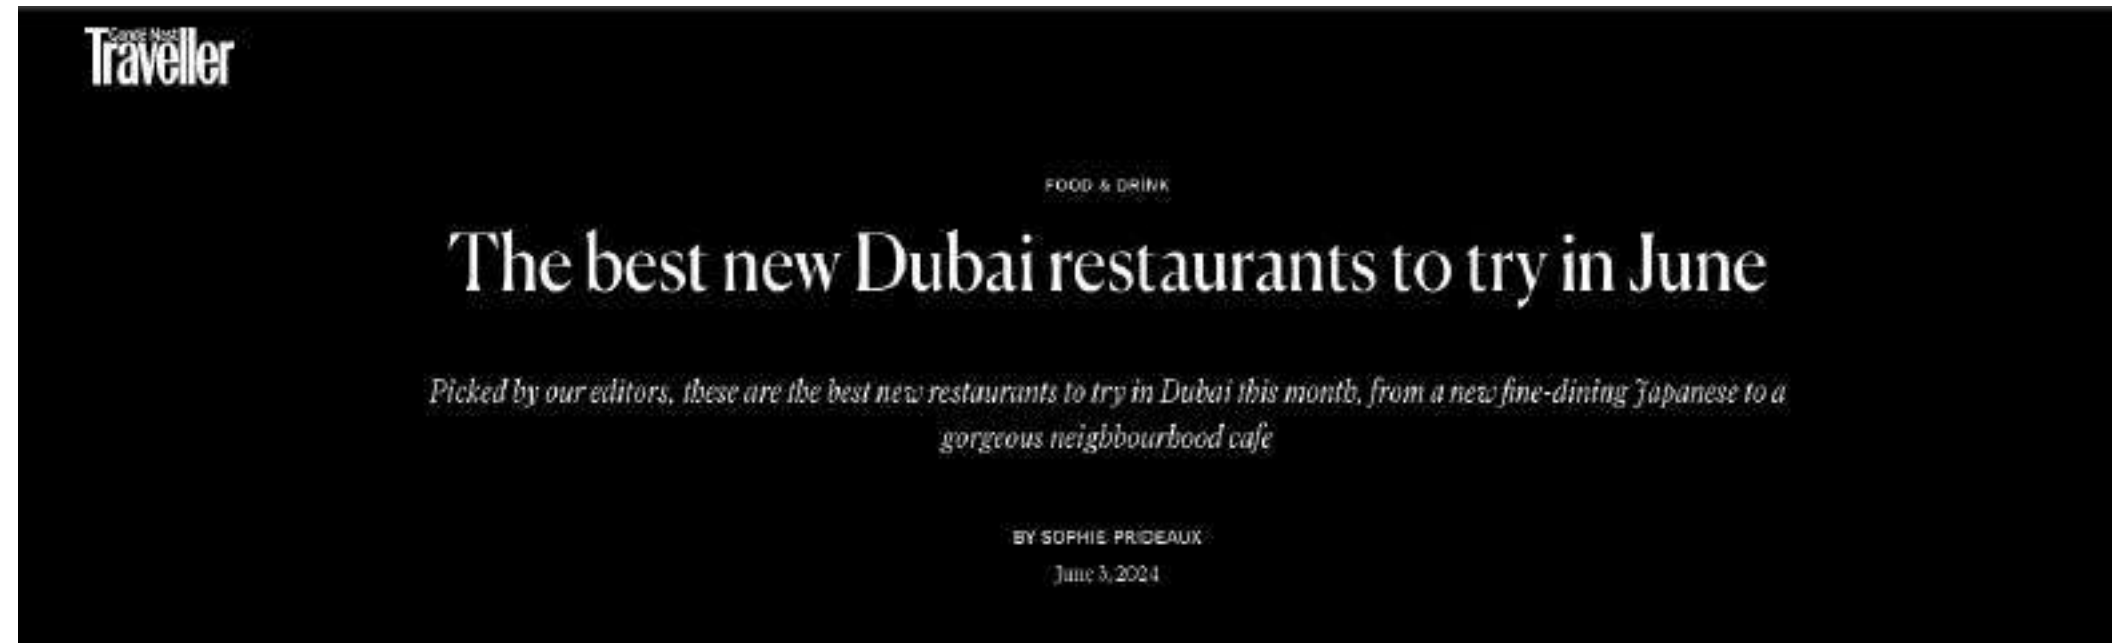 Condé Nast
Traveller
FOOD & DRINK
The best new Dubai restaurants to try in June
Picked by our editors, these are the best new restaurants to try in Dubai this month, from a new fine-dining Japanese to a
gorgeous neighbourhood cafe
BY SOPHIE PRIDEAUX
June 3, 2024